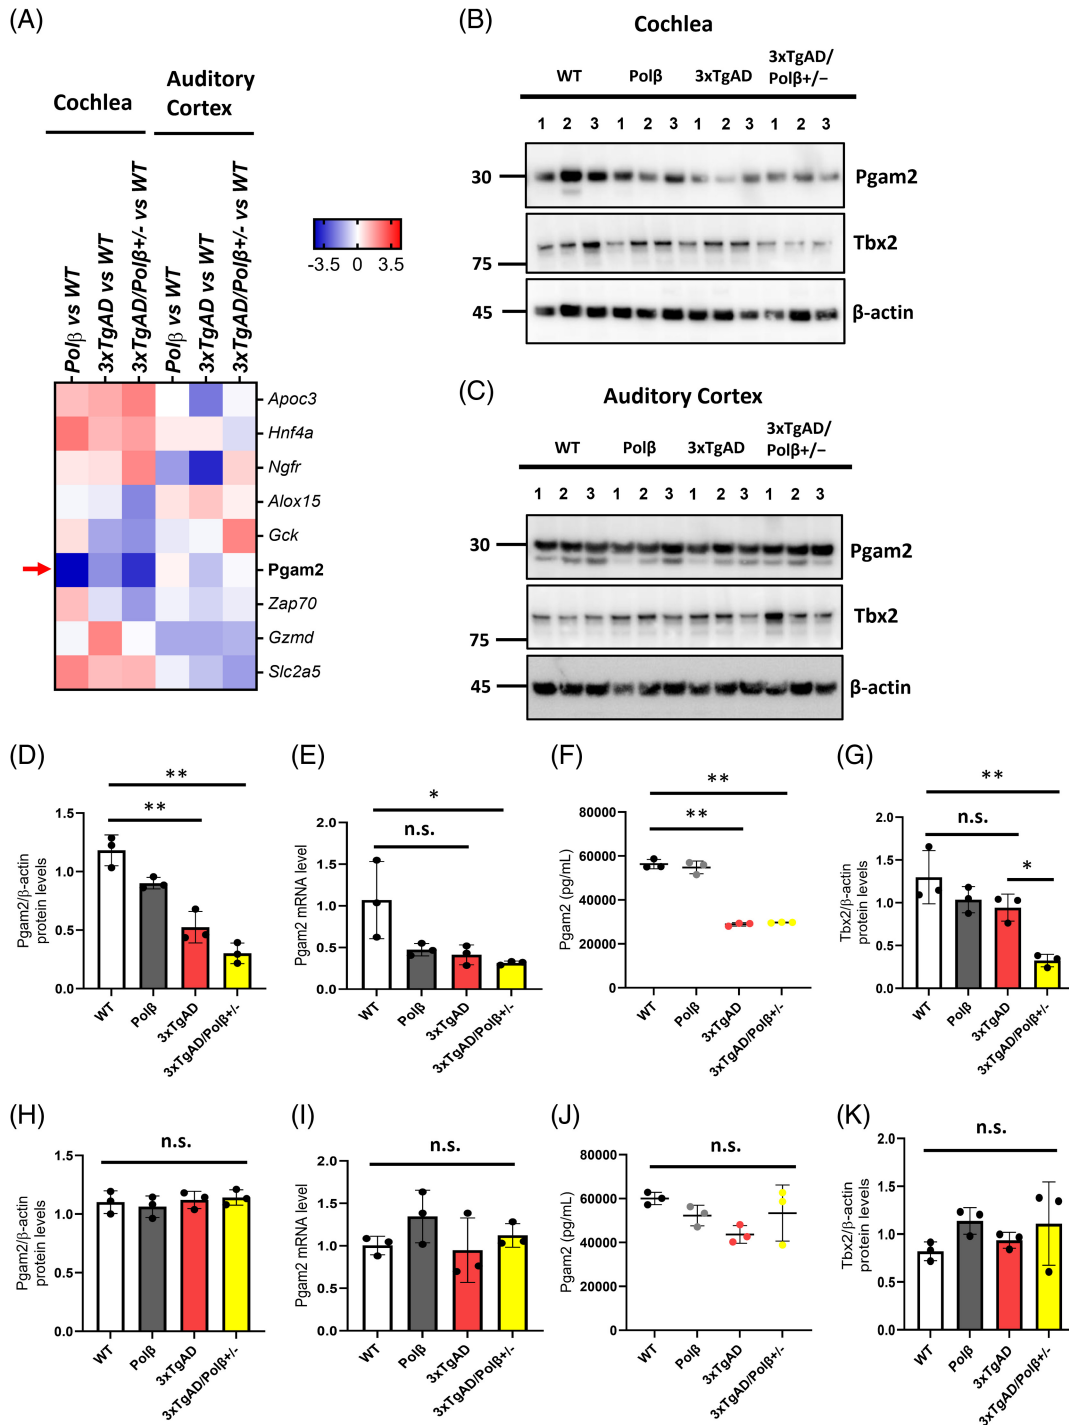 (A)
Cochlea
Auditory
Cortex
Polβ vs WT
3xTgAD vs WT
3xTgAD/Polβ+/- vs WT
Polβ vs WT
3xTgAD vs WT
3xTgAD/Polβ+/- vs WT
-3.5 0 3.5
Apoc3
Hnf4a
Ngfr
Alox15
Gck
Pgam2
Zap70
Gzmd
Slc2a5
(B)
Cochlea
WT Polβ 3xTgAD 3xTgAD/
Polβ+/−
1 2 3 1 2 3 1 2 3 1 2 3
30 Pgam2
Tbx2
75
45 β-actin
(C)
Auditory Cortex
WT Polβ 3xTgAD 3xTgAD/
Polβ+/−
1 2 3 1 2 3 1 2 3 1 2 3
30 Pgam2
Tbx2
75
45 β-actin
(D)
**
**
Pgam2/β-actin
protein levels
1.5
1.0
0.5
0.0
WT
Polβ
3xTgAD
3xTgAD/Polβ+/-
(E)
*
n.s.
Pgam2 mRNA level
2.0
1.5
1.0
0.5
0.0
WT
Polβ
3xTgAD
3xTgAD/Polβ+/-
(F)
**
**
Pgam2 (pg/mL)
80000
60000
40000
20000
0
WT
Polβ
3xTgAD
3xTgAD/Polβ+/-
(G)
**
n.s.
*
Tbx2/β-actin
protein levels
2.0
1.5
1.0
0.5
0.0
WT
Polβ
3xTgAD
3xTgAD/Polβ+/-
(H)
n.s.
Pgam2/β-actin
protein levels
1.5
1.0
0.5
0.0
WT
Polβ
3xTgAD
3xTgAD/Polβ+/-
(I)
n.s.
Pgam2 mRNA level
2.0
1.5
1.0
0.5
0.0
WT
Polβ
3xTgAD
3xTgAD/Polβ+/-
(J)
n.s.
Pgam2 (pg/mL)
80000
60000
40000
20000
0
WT
Polβ
3xTgAD
3xTgAD/Polβ+/-
(K)
n.s.
Tbx2/β-actin
protein levels
2.0
1.5
1.0
0.5
0.0
WT
Polβ
3xTgAD
3xTgAD/Polβ+/-